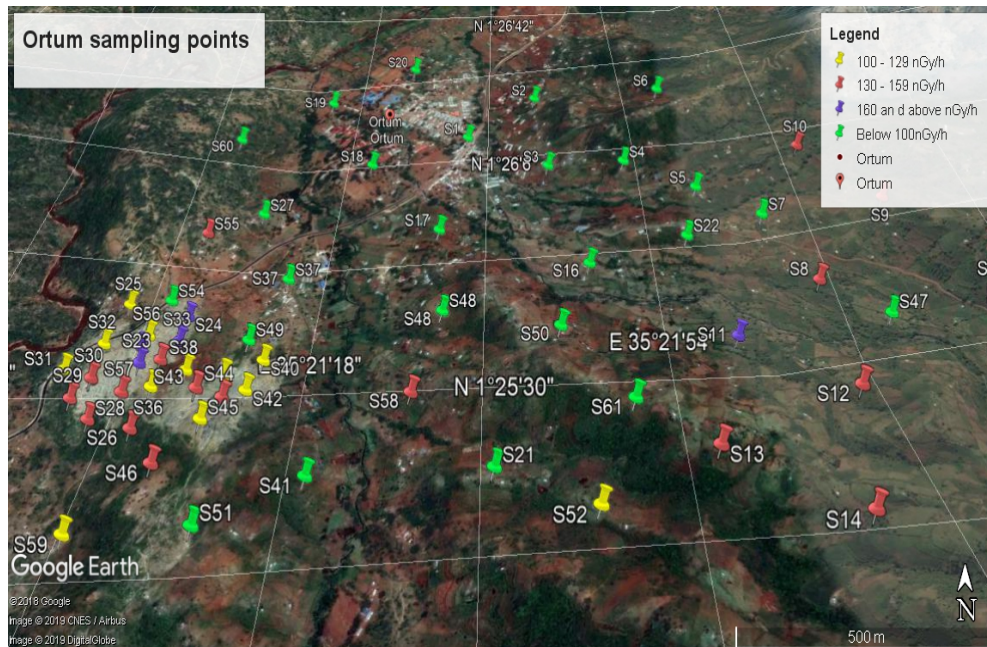 Ortum sampling points
N 1°26'42"
Legend
100 - 129 nGy/h
130 - 159 nGy/h
160 an d above nGy/h
Below 100nGy/h
Ortum
Ortum
S20
S6
S2
S19
Ortum
Ortum
S1
S10
S60
S18
N 1°26'6"
S3
S4
S5
S27
S7
S9
S55
S17
S22
S37
S37
S16
S8
S25
S54
S48
S47
S56
S33
S24
S48
S50
S32
S49
E 35°21'54"
S11
S23
S38
S31
S30
S57
S40
35°21'18"
S29
S43
S44
S42
S58
N 1°25'30"
S12
S28
S36
S45
S61
S26
S13
S46
S41
S21
S52
S14
S51
S59
Google Earth
©2018 Google
Image © 2019 CNES / Airbus
Image © 2019 DigitalGlobe
N
500 m